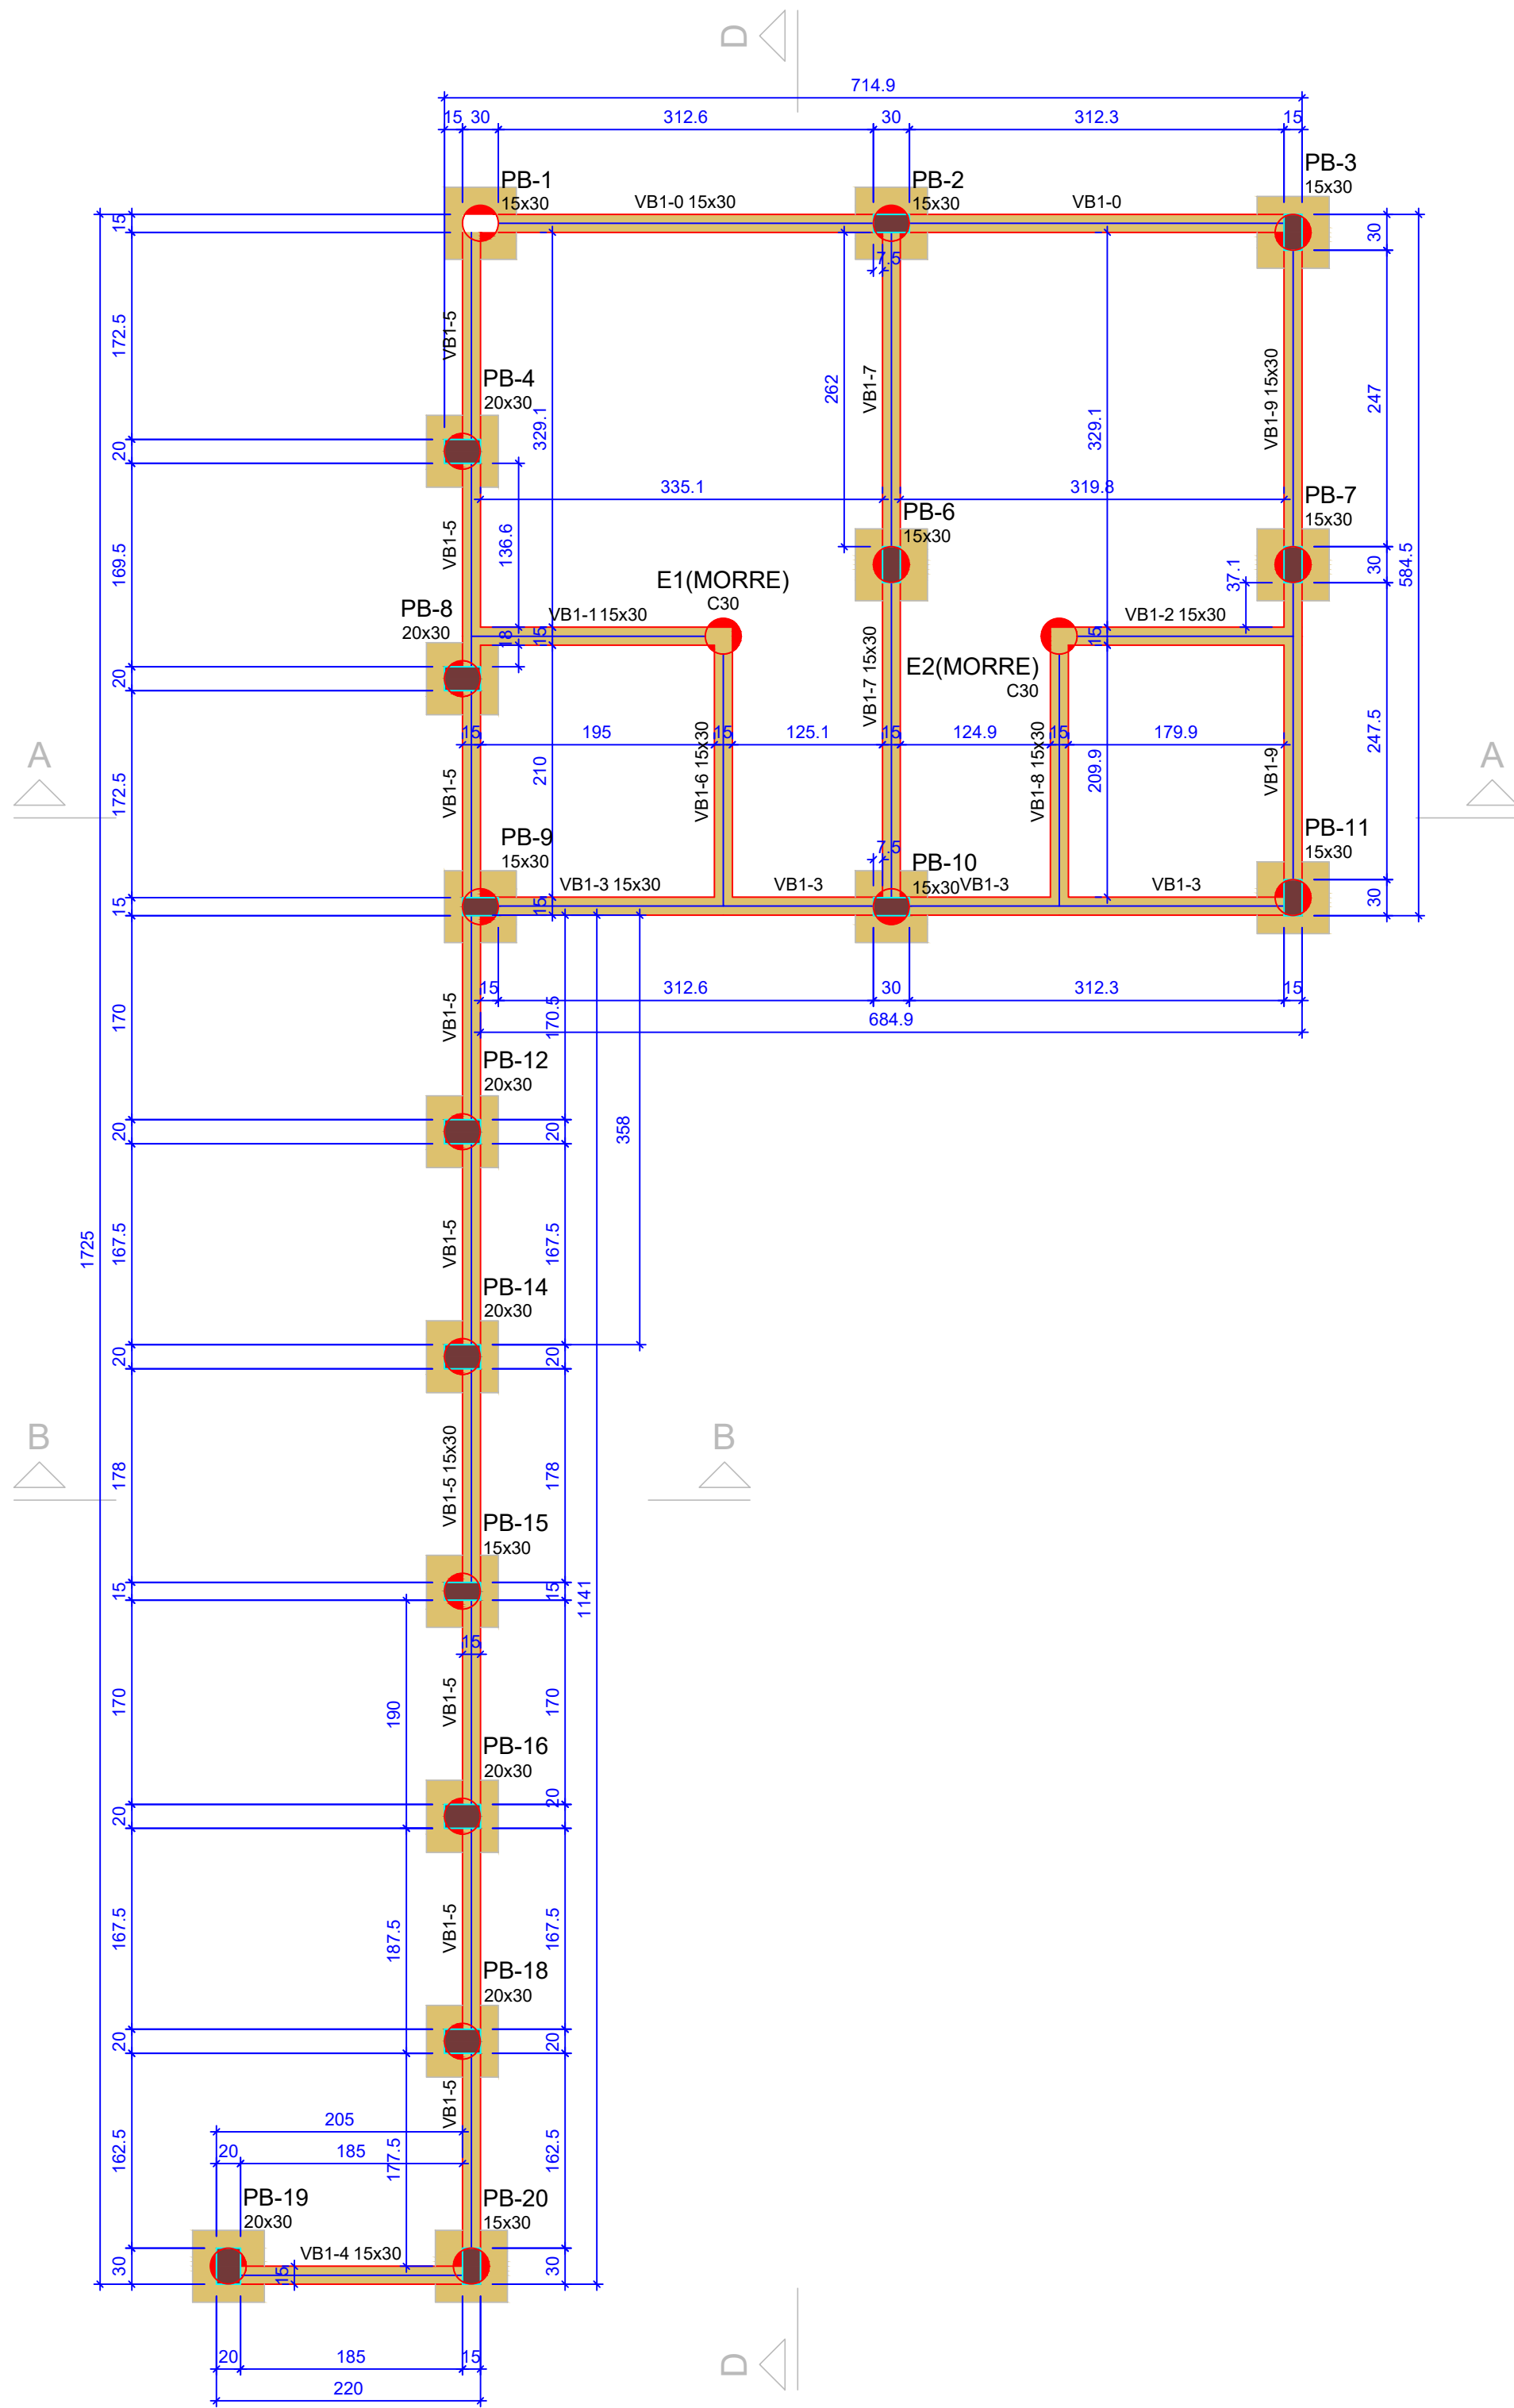 D
714.9
15 30 312.6 30 312.3 15
PB-1
15x30
VB1-0 15x30
PB-2
15x30
VB1-0
PB-3
15x30
15
30
7.5
172.5
VB1-5
329.1
262
VB1-7
329.1
VB1-9 15x30
247
584.5
PB-4
20x30
20
335.1
319.8
PB-6
15x30
PB-7
15x30
169.5
VB1-5
136.6
37.1
30
E1(MORRE)
C30
PB-8
20x30
VB1-1 15x30
VB1-2 15x30
18
15
15
E2(MORRE)
C30
20
VB1-7 15x30
15 195 15 125.1 15 124.9 15 179.9
A
A
172.5
VB1-5
210
VB1-6 15x30
VB1-8 15x30
209.9
VB1-9
247.5
PB-9
15x30
7.5
PB-10
15x30
PB-11
15x30
VB1-3 15x30
VB1-3
VB1-3
VB1-3
15
15
30
15 312.6 30 312.3 15
684.9
170
VB1-5
170.5
PB-12
20x30
20
20
358
1725
167.5
VB1-5
167.5
PB-14
20x30
20
20
B
B
178
VB1-5 15x30
178
PB-15
15x30
15
15
1141
15
170
190
VB1-5
170
PB-16
20x30
20
20
167.5
187.5
VB1-5
167.5
PB-18
20x30
20
20
VB1-5
205
20 185
162.5
177.5
162.5
PB-19
20x30
PB-20
15x30
VB1-4 15x30
30
15
30
20 185 15
220
D